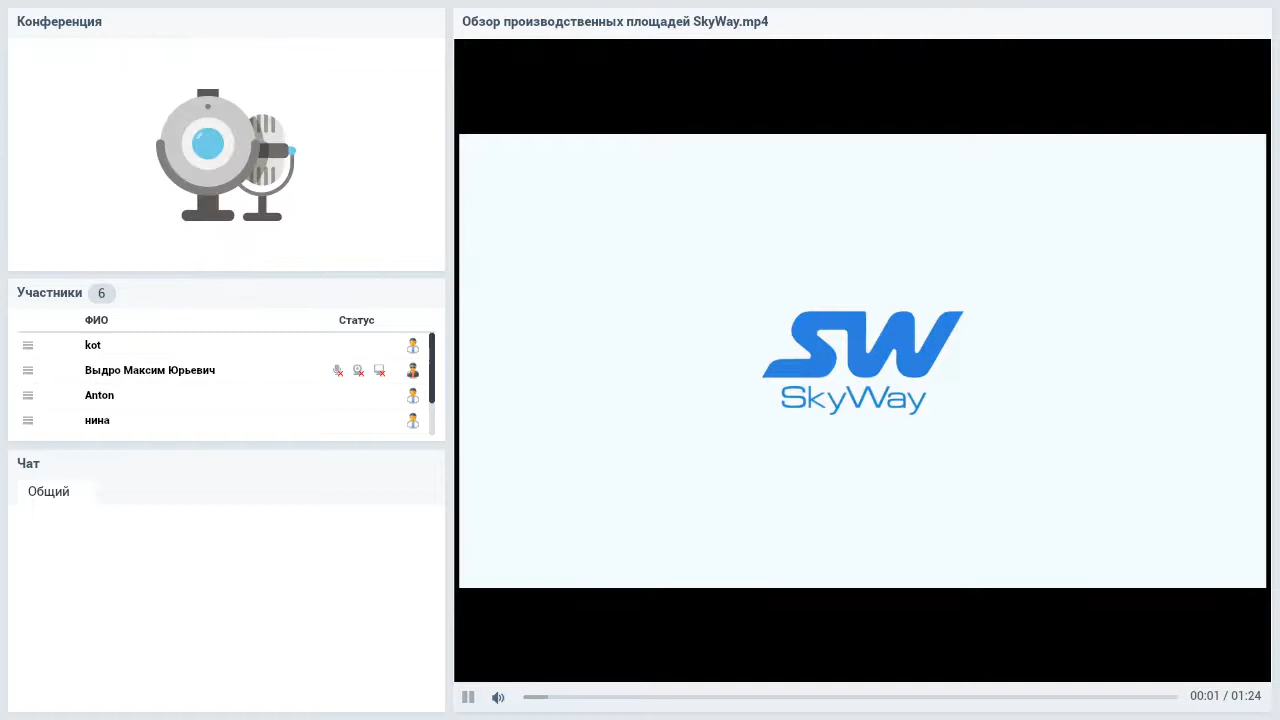 Конференция
Участники 6
ФИО Статус
kot
Выдро Максим Юрьевич
Anton
нина
Чат
Общий
Обзор производственных площадей SkyWay.mp4
SW
SkyWay
00:01 / 01:24